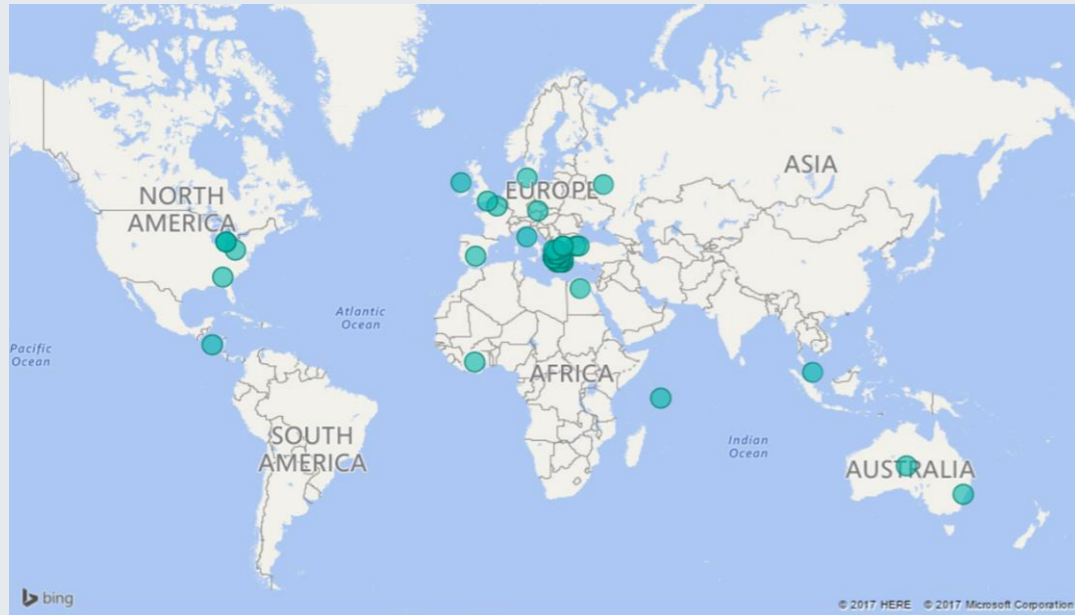 NORTH
AMERICA
EUROPE
ASIA
Atlantic
Ocean
Pacific
Ocean
AFRICA
SOUTH
AMERICA
Indian
Ocean
AUSTRALIA
bing
© 2017 HERE © 2017 Microsoft Corporation